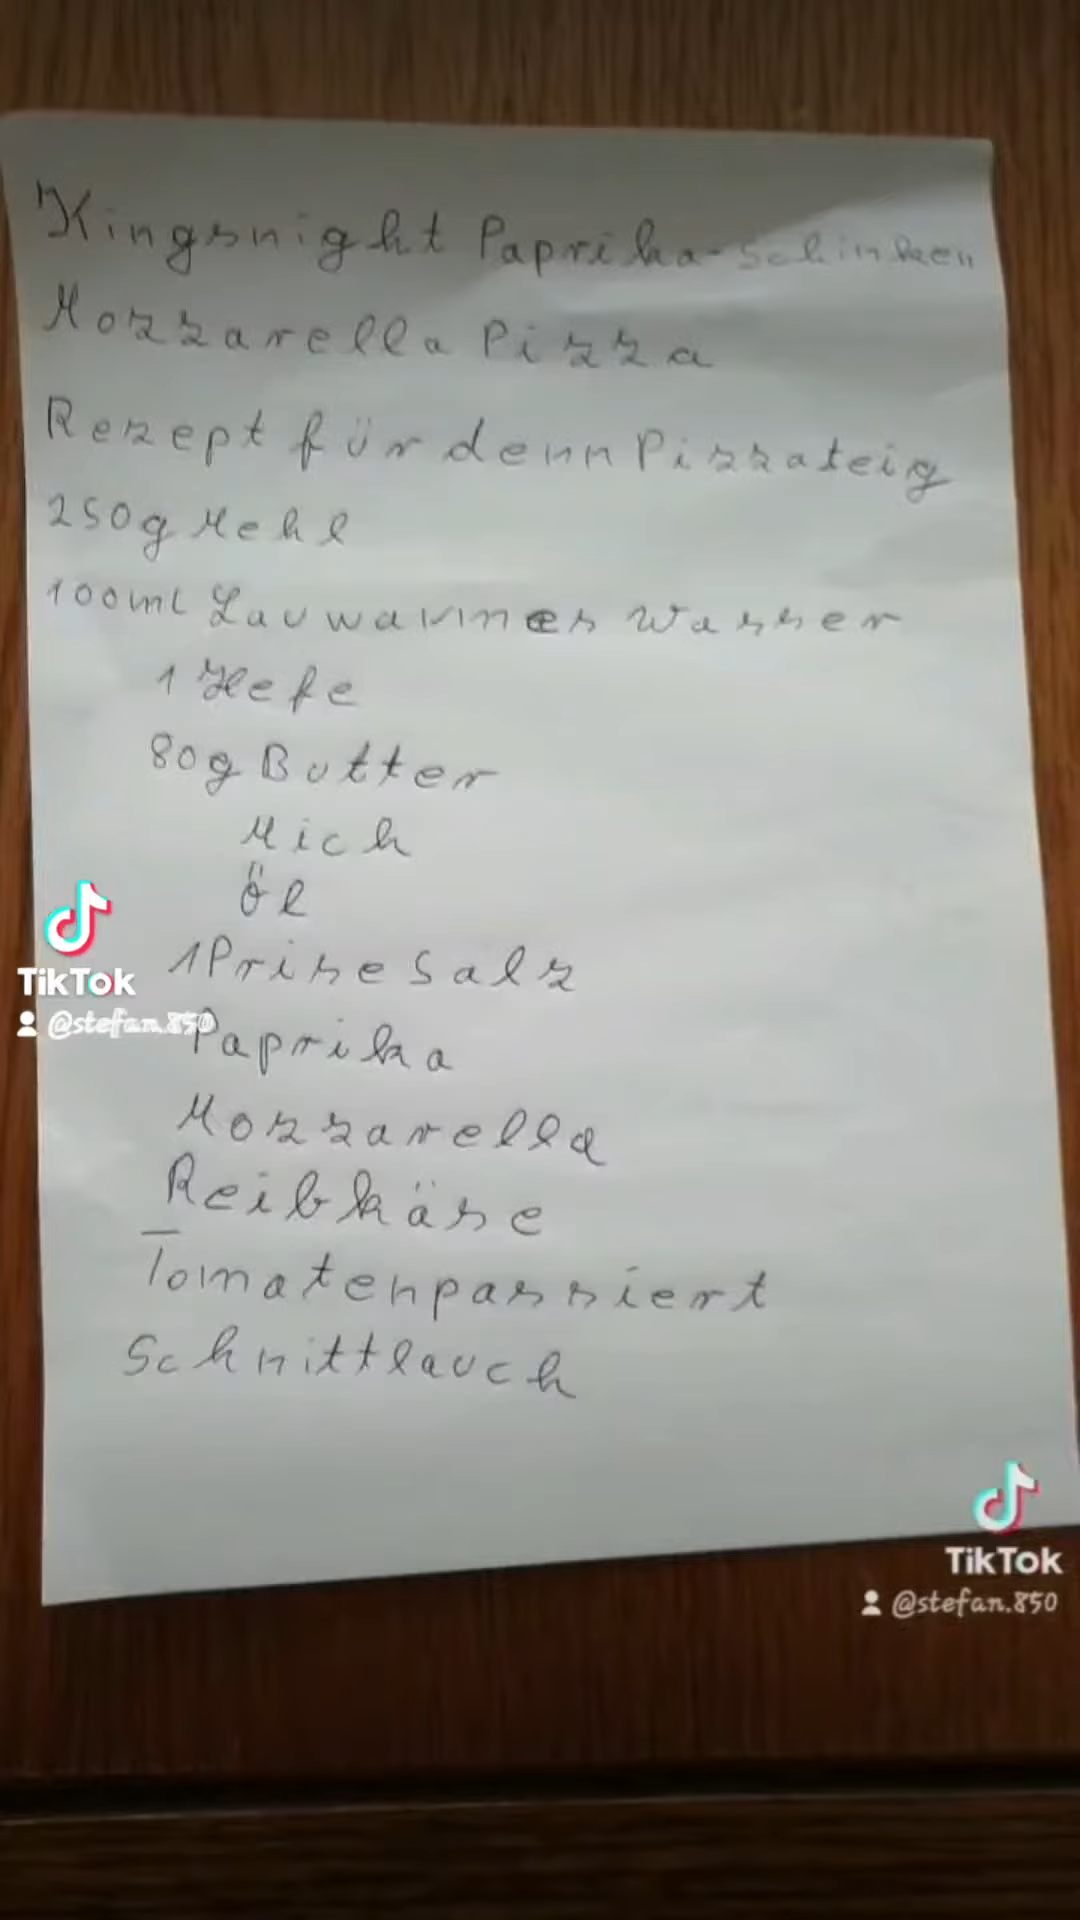 Kingsnight Paprika-Schinken
Mozzarella Pizza
Rezept für denn Pizzateig
250g Mehl
100ml Lauwarmes Wasser
1 Hefe
80g Butter
Mich
Öl
1 Prise Salz
Paprika
Mozzarella
Reibkäse
Tomatenpassiert
Schnittlauch
TikTok
@stefan.850
TikTok
@stefan.850